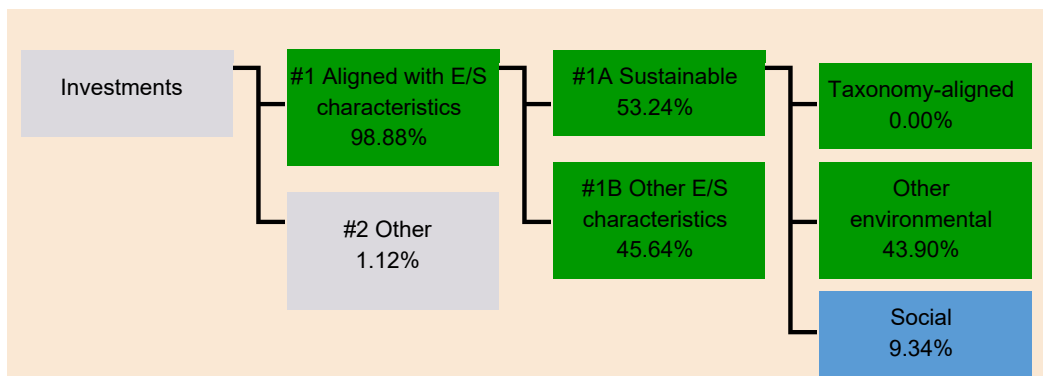 Investments
#1 Aligned with E/S
characteristics
98.88%
#2 Other
1.12%
#1A Sustainable
53.24%
#1B Other E/S
characteristics
45.64%
Taxonomy-aligned
0.00%
Other
environmental
43.90%
Social
9.34%